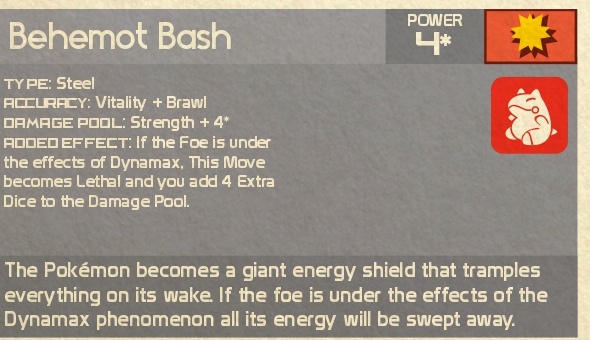 Behemot Bash
POWER
4*
TYPE: Steel
ACCURACY: Vitality + Brawl
DAMAGE POOL: Strength + 4*
ADDED EFFECT: If the Foe is under
the effects of Dynamax, This Move
becomes Lethal and you add 4 Extra
Dice to the Damage Pool.
The Pokémon becomes a giant energy shield that tramples
everything on its wake. If the foe is under the effects of the
Dynamax phenomenon all its energy will be swept away.